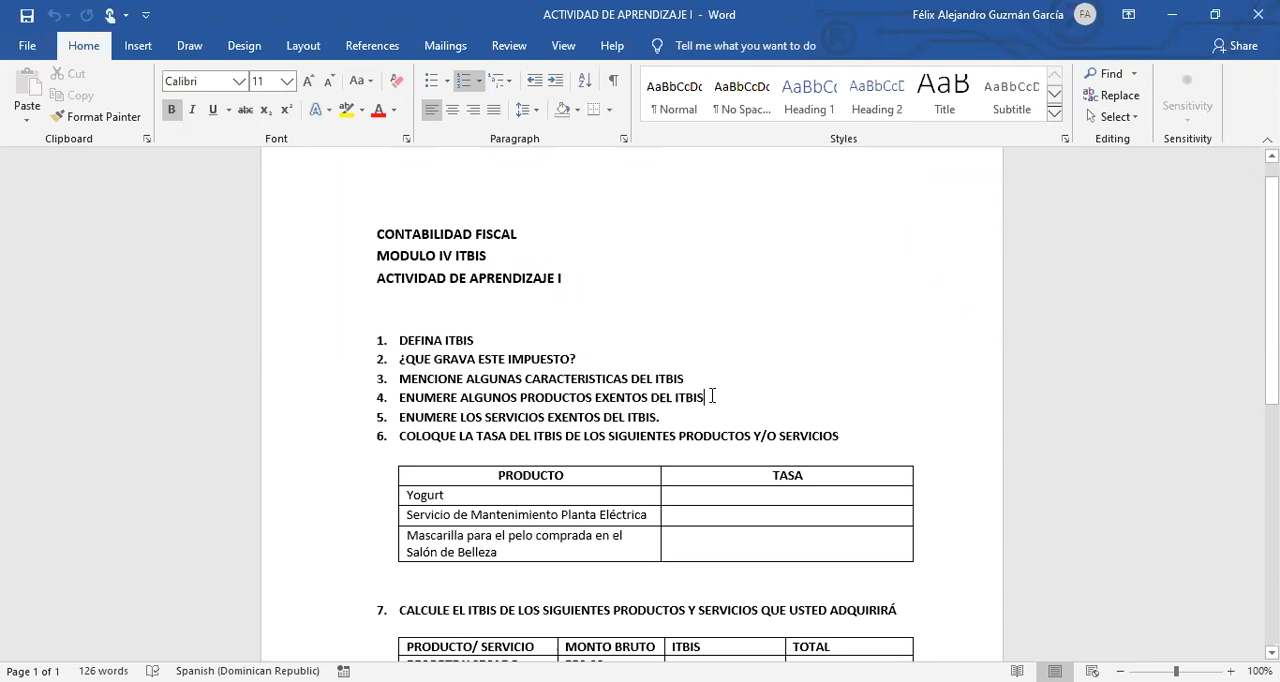 ACTIVIDAD DE APRENDIZAJE I - Word
Félix Alejandro Guzmán García
FA
File Home Insert Draw Design Layout References Mailings Review View Help Tell me what you want to do Share
Paste
Cut
Copy
Format Painter
Clipboard
Calibri 11
Font
Paragraph
AaBbCcDc AaBbCcDc AaBbCc AaBbCcD AaB AaBbCcD
¶ Normal ¶ No Spac... Heading 1 Heading 2 Title Subtitle
Styles
Find
Replace
Select
Editing
Sensitivity
Sensitivity
CONTABILIDAD FISCAL
MODULO IV ITBIS
ACTIVIDAD DE APRENDIZAJE I
1. DEFINA ITBIS
2. ¿QUE GRAVA ESTE IMPUESTO?
3. MENCIONE ALGUNAS CARACTERISTICAS DEL ITBIS
4. ENUMERE ALGUNOS PRODUCTOS EXENTOS DEL ITBIS
5. ENUMERE LOS SERVICIOS EXENTOS DEL ITBIS.
6. COLOQUE LA TASA DEL ITBIS DE LOS SIGUIENTES PRODUCTOS Y/O SERVICIOS
PRODUCTO TASA
Yogurt
Servicio de Mantenimiento Planta Eléctrica
Mascarilla para el pelo comprada en el
Salón de Belleza
7. CALCULE EL ITBIS DE LOS SIGUIENTES PRODUCTOS Y SERVICIOS QUE USTED ADQUIRIRÁ
PRODUCTO/ SERVICIO MONTO BRUTO ITBIS TOTAL
Page 1 of 1 126 words Spanish (Dominican Republic) 100%